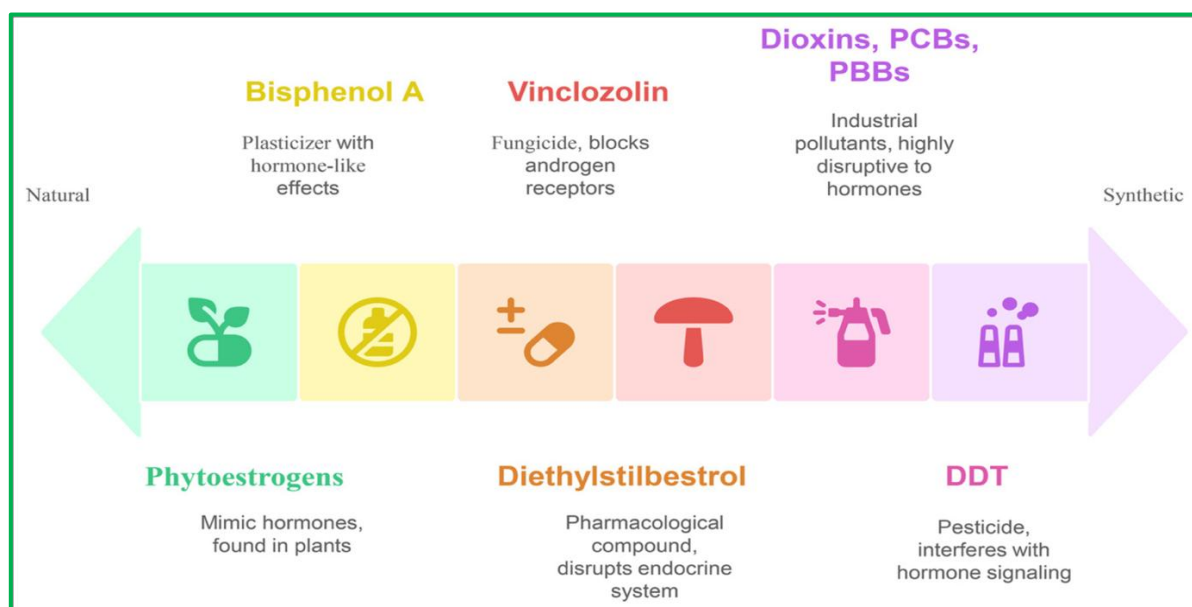 Dioxins, PCBs,
PBBs
Bisphenol A
Vinclozolin
Plasticizer with
hormone-like
effects
Fungicide, blocks
androgen
receptors
Industrial
pollutants, highly
disruptive to
hormones
Natural
Synthetic
Phytoestrogens
Diethylstilbestrol
DDT
Mimic hormones,
found in plants
Pharmacological
compound,
disrupts endocrine
system
Pesticide,
interferes with
hormone signaling